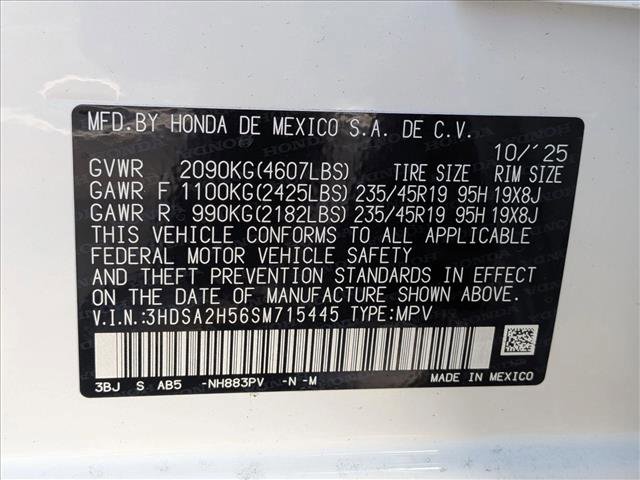 MFD.BY HONDA DE MEXICO S.A. DE C.V.
10/'25
GVWR 2090KG(4607LBS) TIRE SIZE RIM SIZE
GAWR F 1100KG(2425LBS) 235/45R19 95H 19X8J
GAWR R 990KG(2182LBS) 235/45R19 95H 19X8J
THIS VEHICLE CONFORMS TO ALL APPLICABLE
FEDERAL MOTOR VEHICLE SAFETY
AND THEFT PREVENTION STANDARDS IN EFFECT
ON THE DATE OF MANUFACTURE SHOWN ABOVE.
V.I.N.:3HDSA2H56SM715445 TYPE:MPV
3BJ S AB5 -NH883PV -N -M MADE IN MEXICO